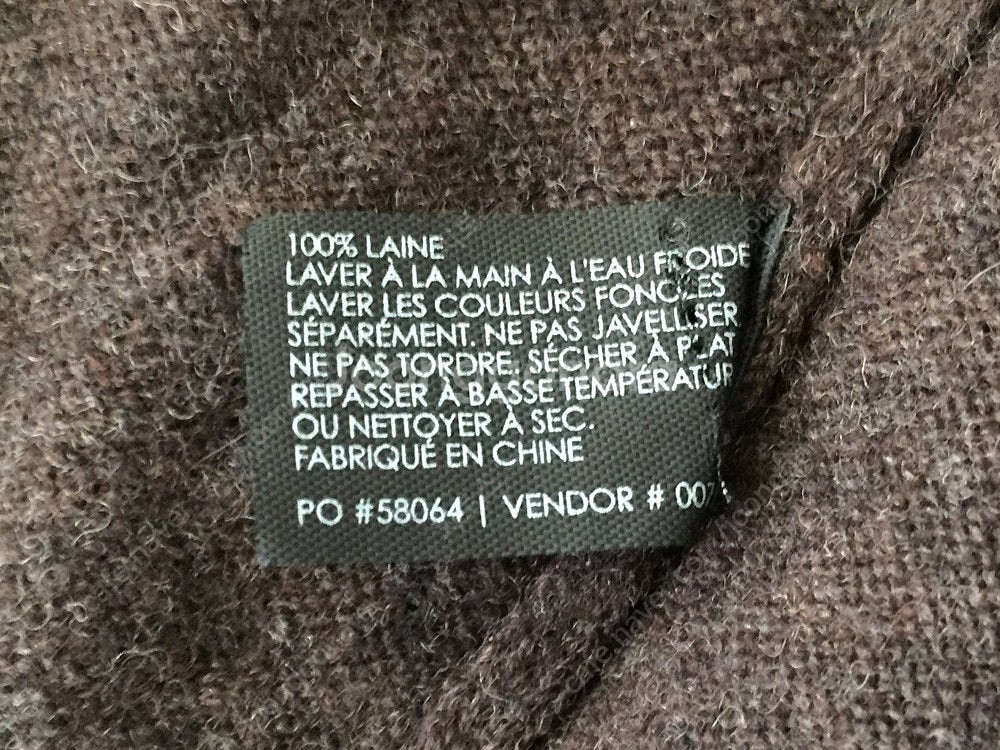 100% LAINE
LAVER À LA MAIN À L'EAU FROIDE
LAVER LES COULEURS FONCÉES
SÉPARÉMENT. NE PAS JAVELLISER
NE PAS TORDRE. SÉCHER À PLAT
REPASSER À BASSE TEMPÉRATUR
OU NETTOYER À SEC.
FABRIQUÉ EN CHINE
PO #58064 | VENDOR #